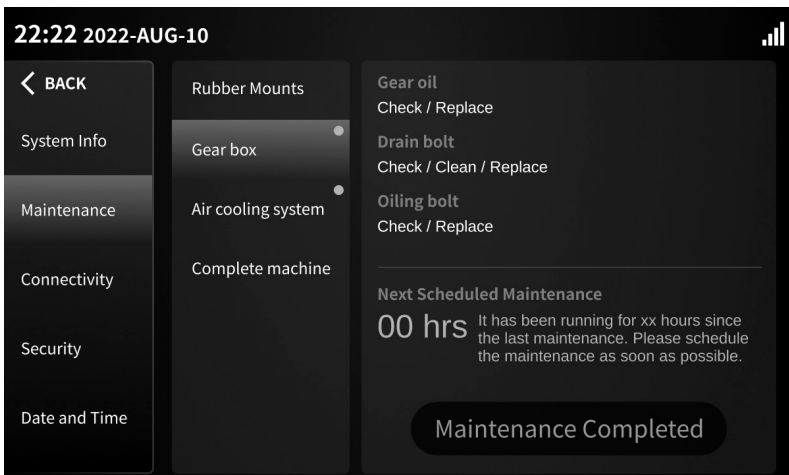 22:22 2022-AUG-10
BACK
System Info
Maintenance
Connectivity
Security
Date and Time
Rubber Mounts
Gear box
Air cooling system
Complete machine
Gear oil
Check / Replace
Drain bolt
Check / Clean / Replace
Oiling bolt
Check / Replace
Next Scheduled Maintenance
00 hrs
It has been running for xx hours since
the last maintenance. Please schedule
the maintenance as soon as possible.
Maintenance Completed